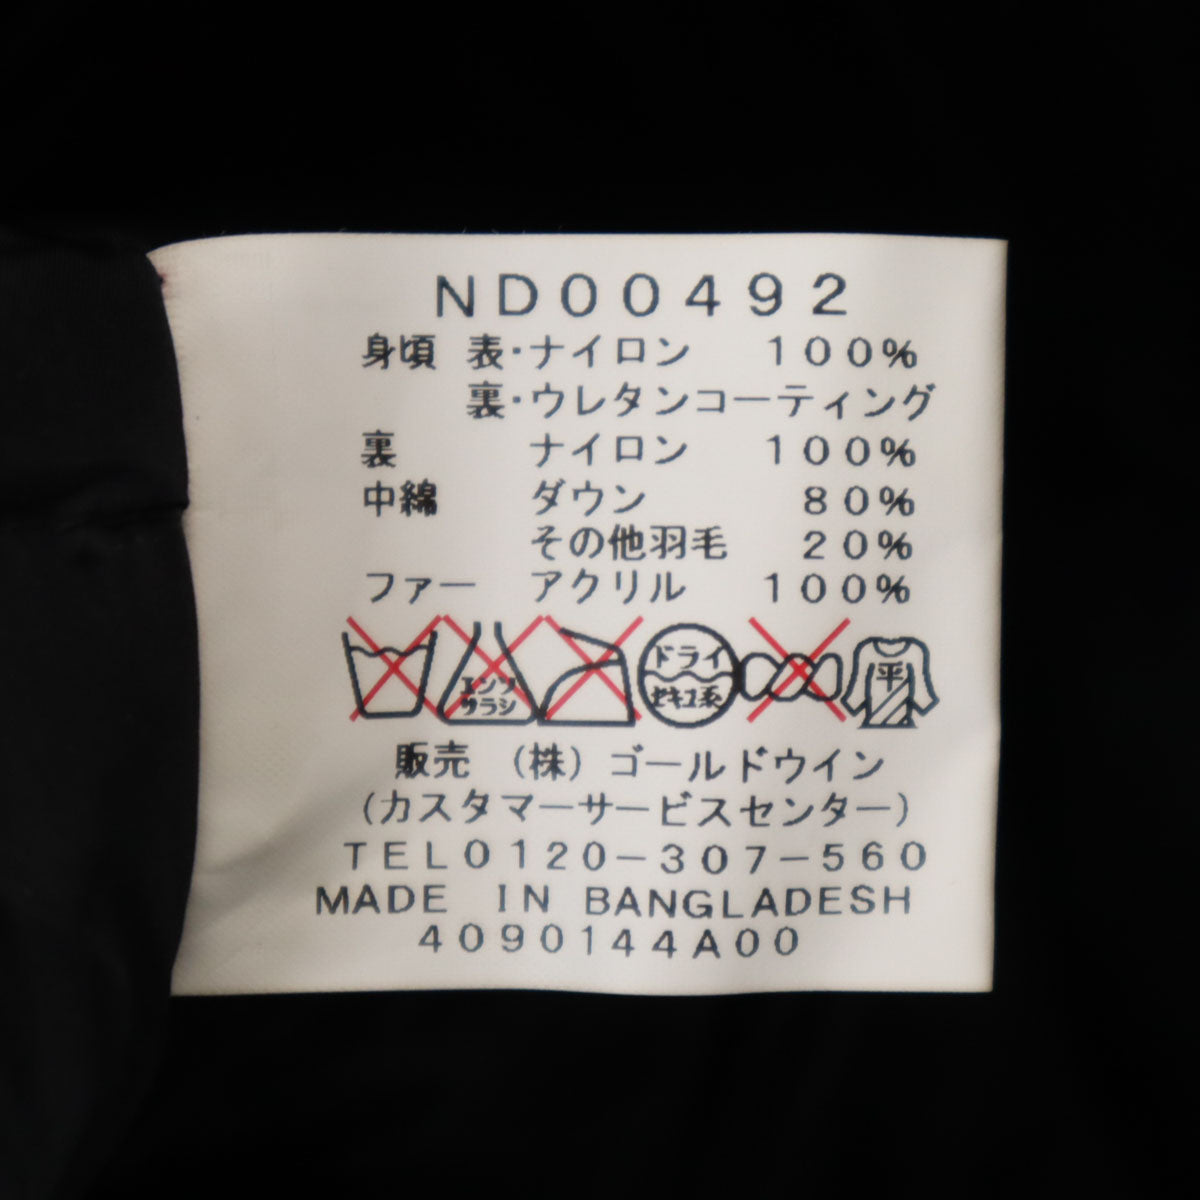 ND00492
身頃 表・ナイロン 100%
裏・ウレタンコーティング
裏 ナイロン 100%
中綿 ダウン 80%
その他羽毛 20%
ファー アクリル 100%
エンソサラシ ドライ セキユ系 平
販売 (株)ゴールドウイン
(カスタマーサービスセンター)
TEL0120-307-560
MADE IN BANGLADESH
4090144A00